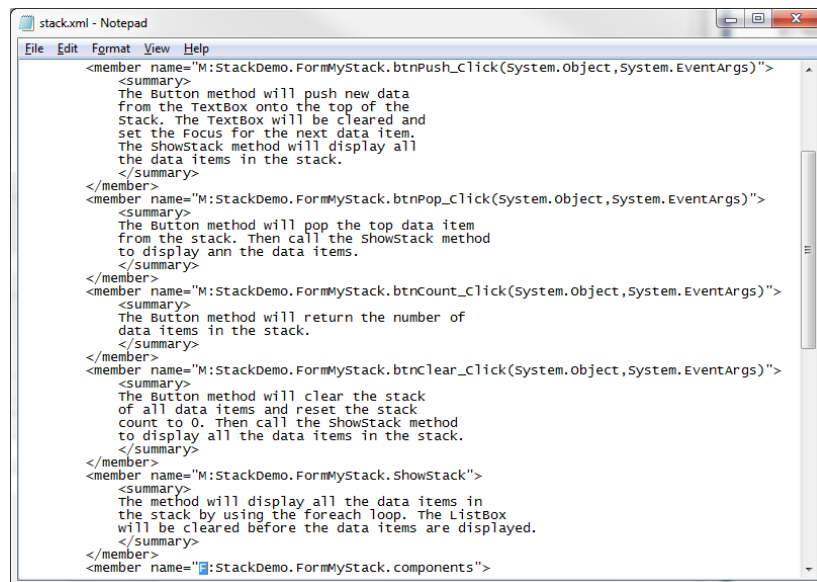 stack.xml - Notepad
File Edit Format View Help
<member name="M:StackDemo.FormMyStack.btnPush_Click(System.Object,System.EventArgs)">
<summary>
The Button method will push new data
from the TextBox onto the top of the
Stack. The TextBox will be cleared and
set the Focus for the next data item.
The ShowStack method will display all
the data items in the stack.
</summary>
</member>
<member name="M:StackDemo.FormMyStack.btnPop_Click(System.Object,System.EventArgs)">
<summary>
The Button method will pop the top data item
from the stack. Then call the ShowStack method
to display ann the data items.
</summary>
</member>
<member name="M:StackDemo.FormMyStack.btnCount_Click(System.Object,System.EventArgs)">
<summary>
The Button method will return the number of
data items in the stack.
</summary>
</member>
<member name="M:StackDemo.FormMyStack.btnClear_Click(System.Object,System.EventArgs)">
<summary>
The Button method will clear the stack
of all data items and reset the stack
count to 0. Then call the ShowStack method
to display all the data items in the stack.
</summary>
</member>
<member name="M:StackDemo.FormMyStack.ShowStack">
<summary>
The method will display all the data items in
the stack by using the foreach loop. The ListBox
will be cleared before the data items are displayed.
</summary>
</member>
<member name="F:StackDemo.FormMyStack.components">